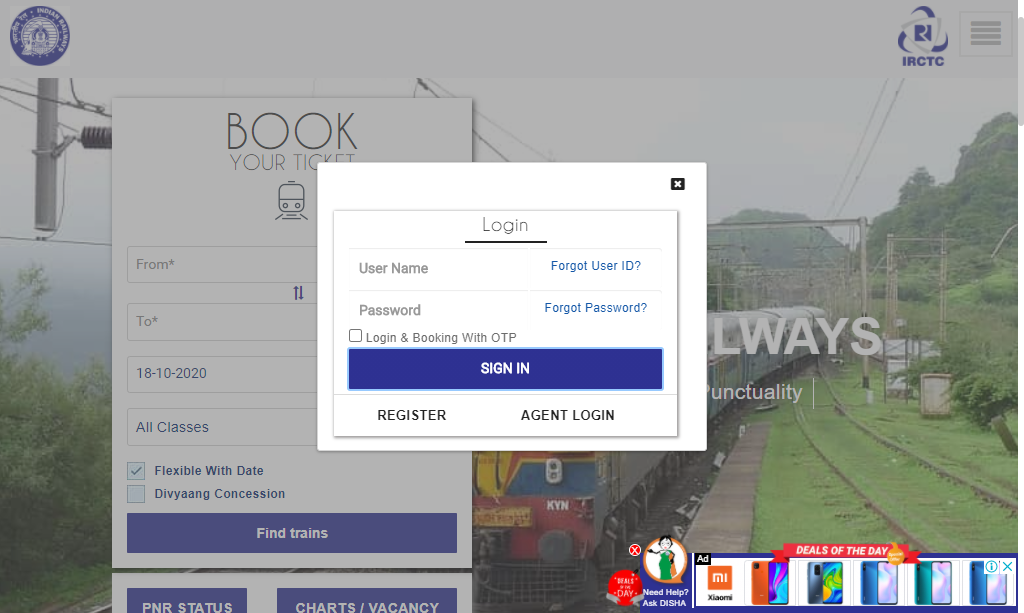 IRCTC
BOOK
YOUR TICKET
From*
To*
18-10-2020
All Classes
Flexible With Date
Divyaang Concession
Find trains
PNR STATUS
CHARTS / VACANCY
Login
User Name
Forgot User ID?
Password
Forgot Password?
Login & Booking With OTP
SIGN IN
REGISTER
AGENT LOGIN
LWAYS
Punctuality
KYN
DEALS
OF THE
DAY
Need Help?
Ask DISHA
Ad
DEALS OF THE DAY
mi
Xiaomi